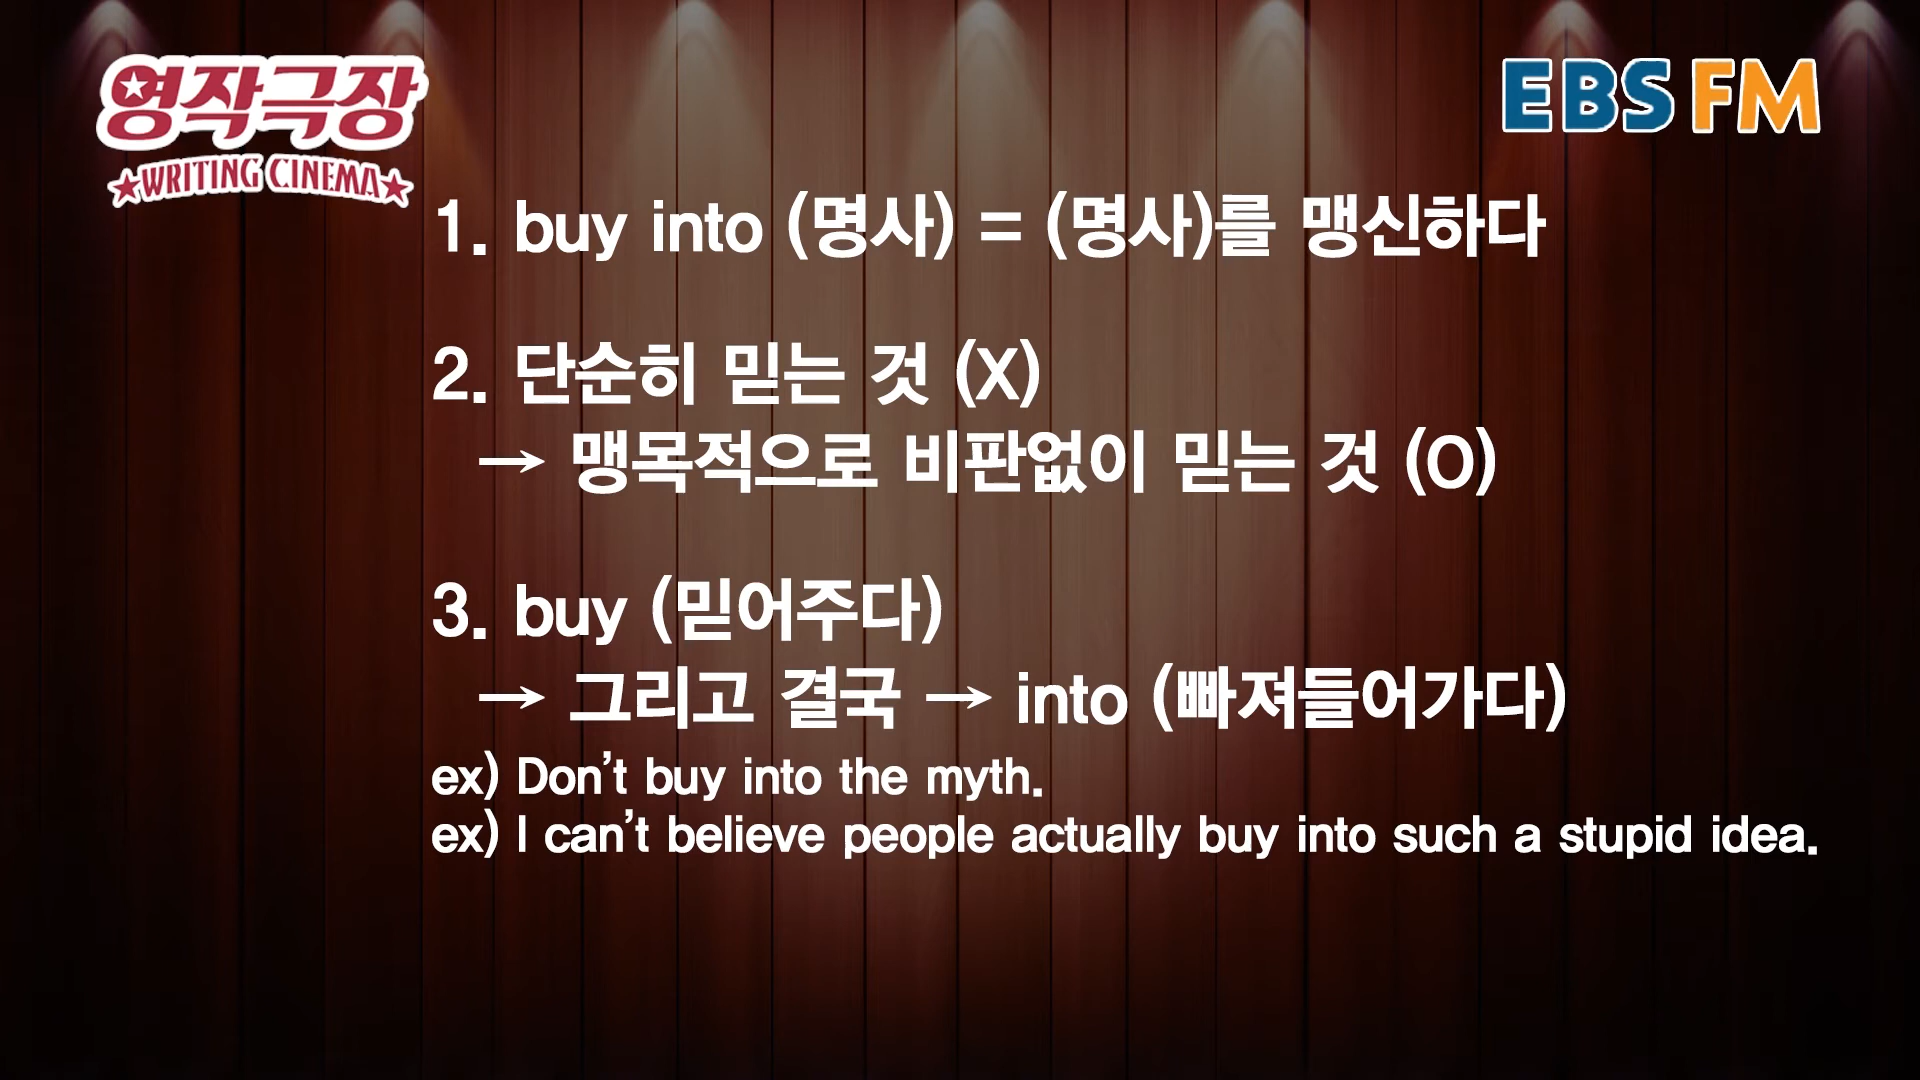 영작극장
WRITING CINEMA
EBS FM
1. buy into (명사) = (명사)를 맹신하다
2. 단순히 믿는 것 (X)
→ 맹목적으로 비판없이 믿는 것 (O)
3. buy (믿어주다)
→ 그리고 결국 → into (빠져들어가다)
ex) Don't buy into the myth.
ex) I can't believe people actually buy into such a stupid idea.